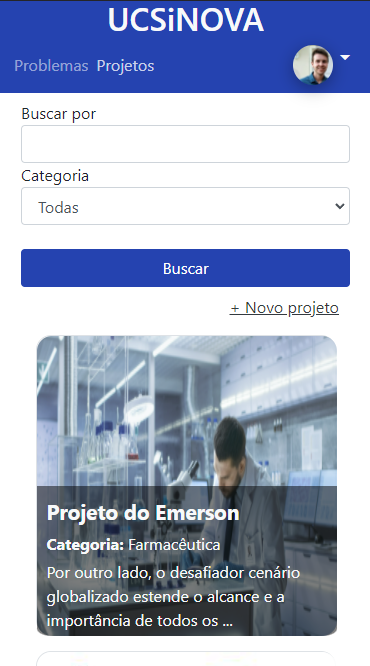 UCSiNOVA
Problemas Projetos
Buscar por
Categoria
Todas
Buscar
+ Novo projeto
Projeto do Emerson
Categoria: Farmacêutica
Por outro lado, o desafiador cenário
globalizado estende o alcance e a
importância de todos os ...